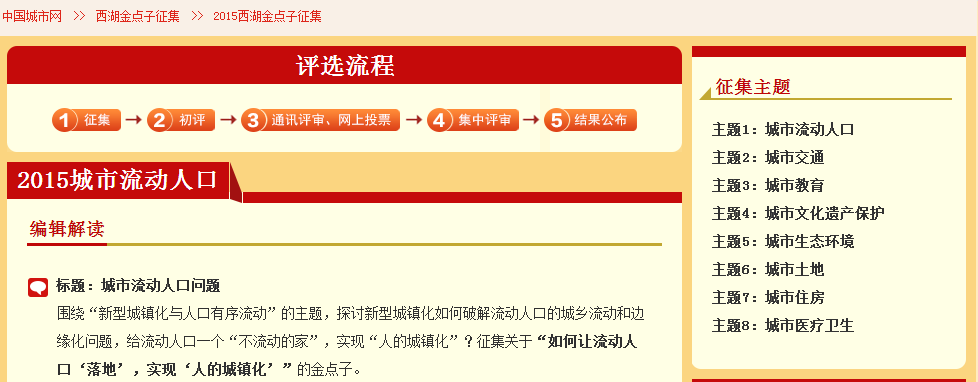 中国城市网 >> 西湖金点子征集 >> 2015西湖金点子征集
评选流程
1 征集 → 2 初评 → 3 通讯评审、网上投票 → 4 集中评审 → 5 结果公布
2015城市流动人口
编辑解读
标题：城市流动人口问题
围绕“新型城镇化与人口有序流动”的主题，探讨新型城镇化如何破解流动人口的城乡流动和边
缘化问题，给流动人口一个“不流动的家”，实现“人的城镇化”？征集关于“如何让流动人
口‘落地’，实现‘人的城镇化’”的金点子。
征集主题
主题1：城市流动人口
主题2：城市交通
主题3：城市教育
主题4：城市文化遗产保护
主题5：城市生态环境
主题6：城市土地
主题7：城市住房
主题8：城市医疗卫生